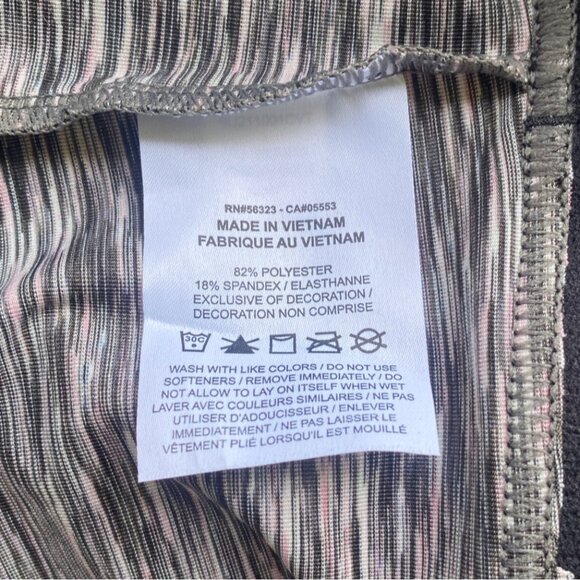 RN#56323 - CA#05553
MADE IN VIETNAM
FABRIQUE AU VIETNAM
82% POLYESTER
18% SPANDEX / ELASTHANNE
EXCLUSIVE OF DECORATION /
DECORATION NON COMPRISE
30C
WASH WITH LIKE COLORS / DO NOT USE
SOFTENERS / REMOVE IMMEDIATELY / DO
NOT ALLOW TO LAY ON ITSELF WHEN WET
LAVER AVEC COULEURS SIMILAIRES / NE PAS
UTILISER D'ADOUCISSEUR / ENLEVER
IMMEDIATEMENT / NE PAS LAISSER LE
VÊTEMENT PLIÉ LORSQU'IL EST MOUILLÉ